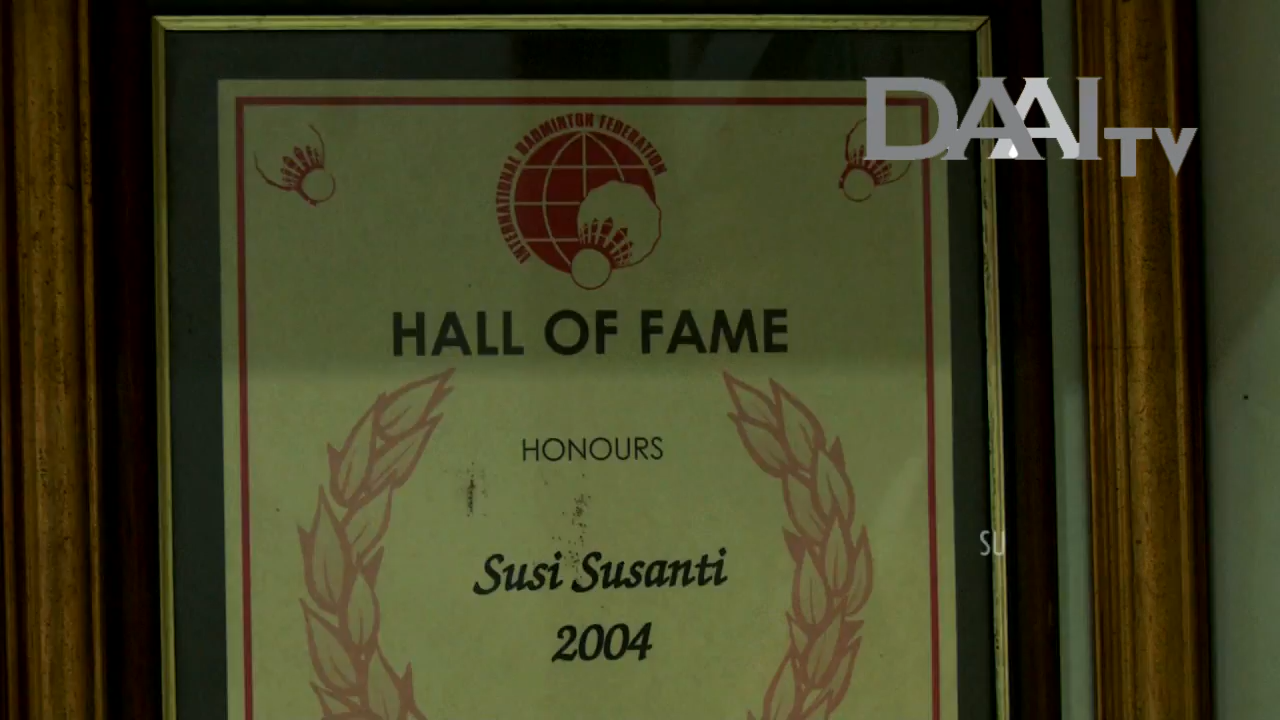 DAAI TV
INTERNATIONAL BADMINTON FEDERATION
HALL OF FAME
HONOURS
SU
Susi Susanti
2004